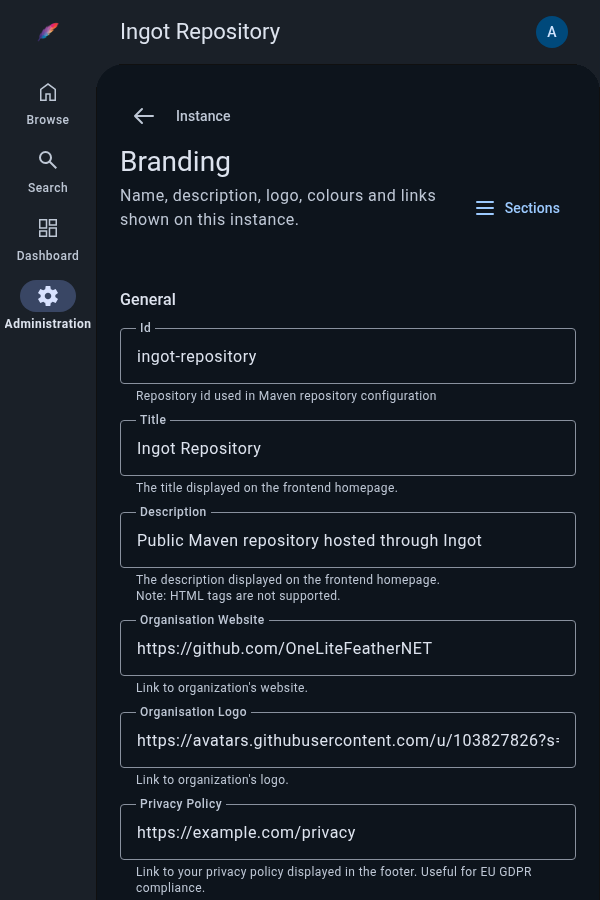 Ingot Repository
A
Browse
Search
Dashboard
Administration
Instance
Branding
Name, description, logo, colours and links
shown on this instance.
Sections
General
Id
ingot-repository
Repository id used in Maven repository configuration
Title
Ingot Repository
The title displayed on the frontend homepage.
Description
Public Maven repository hosted through Ingot
The description displayed on the frontend homepage.
Note: HTML tags are not supported.
Organisation Website
https://github.com/OneLiteFeatherNET
Link to organization's website.
Organisation Logo
https://avatars.githubusercontent.com/u/103827826?s=
Link to organization's logo.
Privacy Policy
https://example.com/privacy
Link to your privacy policy displayed in the footer. Useful for EU GDPR
compliance.